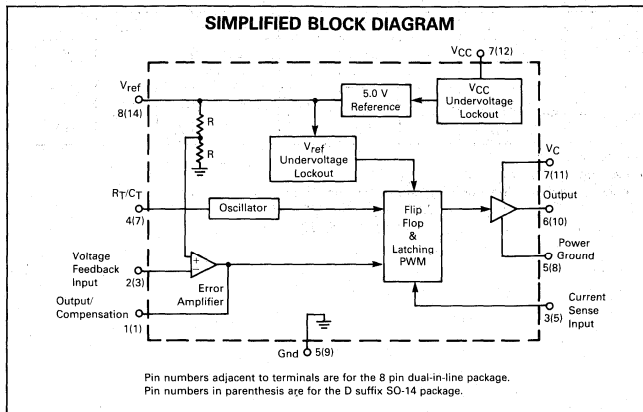 SIMPLIFIED BLOCK DIAGRAM
VCC 7(12)
Vref
8(14)
5.0 V
Reference
VCC
Undervoltage
Lockout
R
R
Vref
Undervoltage
Lockout
VC
7(11)
RT/CT
4(7)
Oscillator
Flip
Flop
&
Latching
PWM
Output
6(10)
Power
Ground
5(8)
Voltage
Feedback
Input
2(3)
+
−
Error
Amplifier
Output/
Compensation
1(1)
Current
Sense
Input
3(5)
Gnd 5(9)
Pin numbers adjacent to terminals are for the 8 pin dual-in-line package.
Pin numbers in parenthesis are for the D suffix SO-14 package.